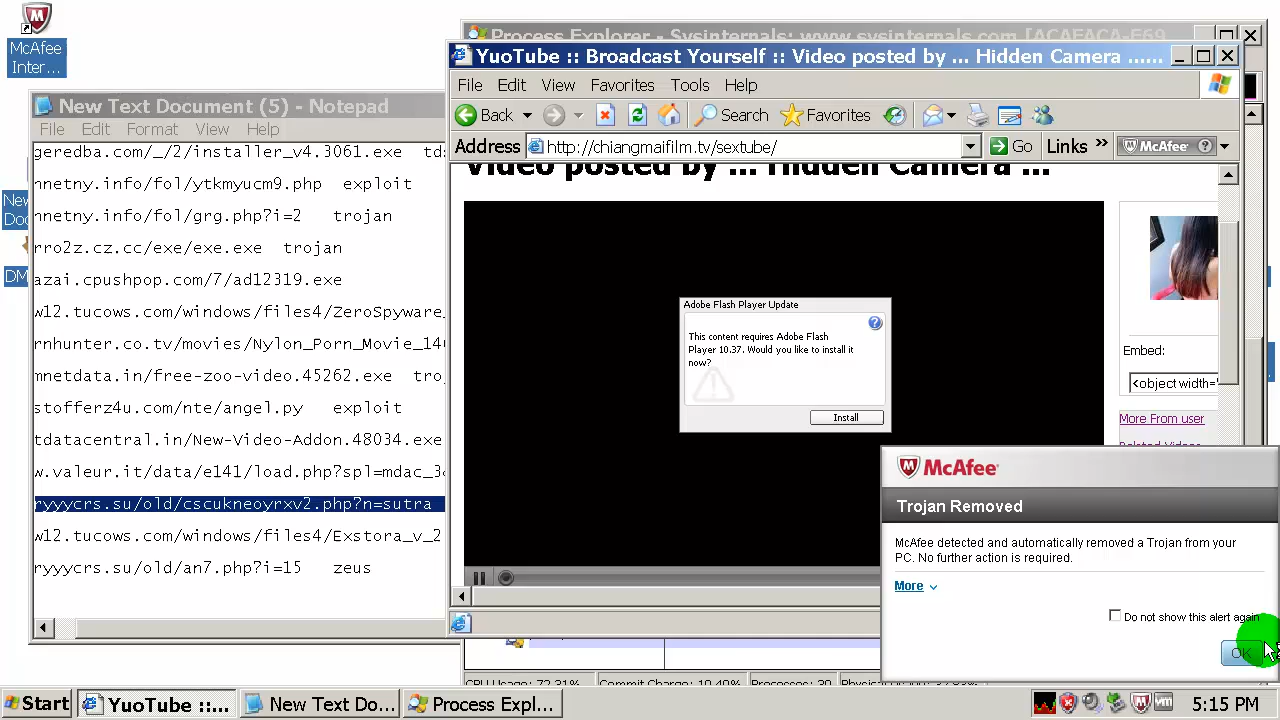 McAfee
Inter...
Process Explorer - Sysinternals: www.sysinternals.com
YuoTube :: Broadcast Yourself :: Video posted by ... Hidden Camera ......
File Edit View Favorites Tools Help
Back Search Favorites
Address http://chiangmaifilm.tv/sextube/ Go Links » McAfee
Video posted by ... Hidden Camera ...
New Text Document (5) - Notepad
File Edit Format View Help
geredba.com/_/2/installer_v4.3061.exe
nnetny.info/fol/ytkmyucm9.php exploit
nnetny.info/fol/grg.php?i=2 trojan
rro2z.cz.cc/exe/exe.exe trojan
azai.cpushpop.com/7/ad12319.exe
w12.tucows.com/windows/files4/ZeroSpyware_
rnhunter.co.tv/movies/Nylon_Porn_Movie_14
mnetdata.in/free-zoo-video.45262.exe
stofferz4u.com/nte/angel.py exploit
tdatacentral.in/New-Video-Addon.48034.exe
w.valeur.it/data/e141/load.php?spl=mdac_
ryyycrs.su/old/cscukneoyrxv2.php?n=sutra
w12.tucows.com/windows/files4/Exstora_v_2
ryyycrs.su/old/an7.php?i=15 zeus
DM
Adobe Flash Player Update
This content requires Adobe Flash
Player 10.37. Would you like to install it
now?
Install
Embed:
<object width='
More From user
McAfee
Trojan Removed
McAfee detected and automatically removed a Trojan from your
PC. No further action is required.
More
Do not show this alert again
OK
Start YuoTube ::... New Text Do... Process Expl... 5:15 PM